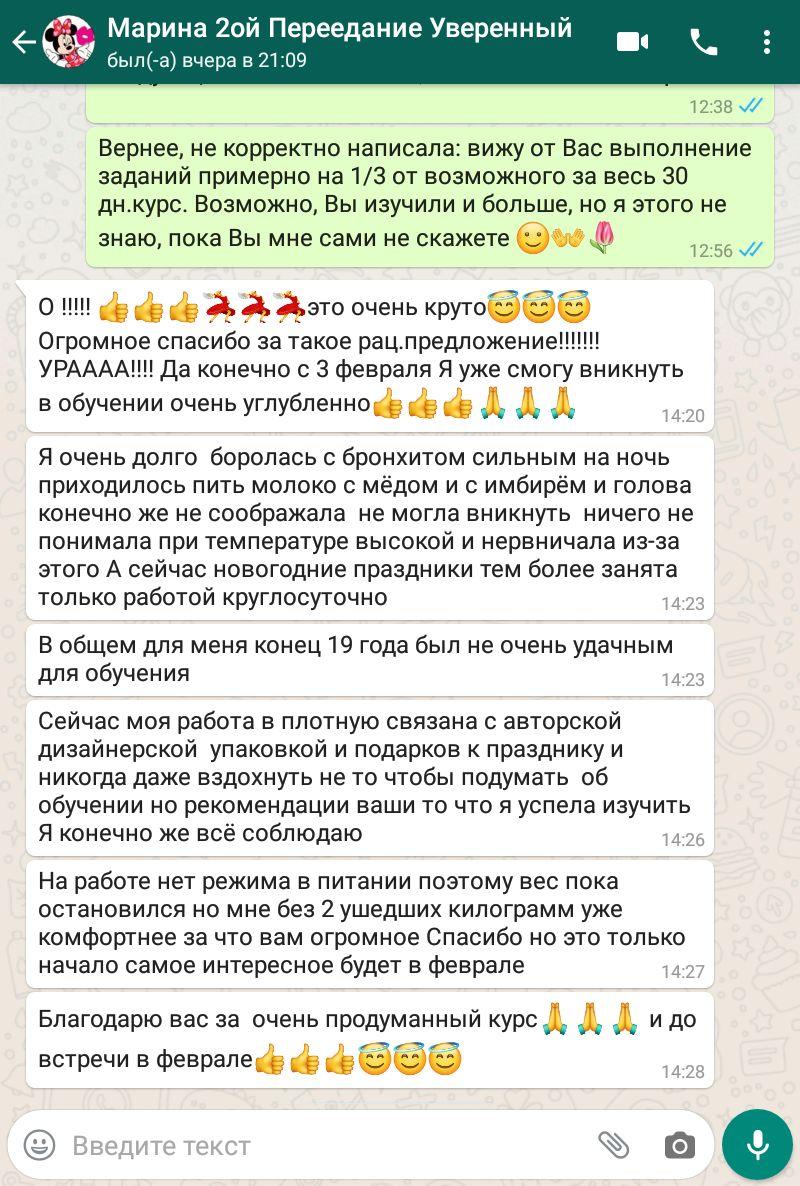 Марина 2ой Переедание Уверенный
был(-а) вчера в 21:09
12:38
Вернее, не корректно написала: вижу от Вас выполнение
заданий примерно на 1/3 от возможного за весь 30
дн.курс. Возможно, Вы изучили и больше, но я этого не
знаю, пока Вы мне сами не скажете 🙂👐🌷
12:56
О !!!!! 👍👍👍💃💃💃это очень круто😇😇😇
Огромное спасибо за такое рац.предложение!!!!!!!
УРАААА!!!! Да конечно с 3 февраля Я уже смогу вникнуть
в обучении очень углубленно👍👍👍🙏🙏🙏
14:20
Я очень долго  боролась с бронхитом сильным на ночь
приходилось пить молоко с мёдом и с имбирём и голова
конечно же не соображала  не могла вникнуть  ничего не
понимала при температуре высокой и нервничала из-за
этого А сейчас новогодние праздники тем более занята
только работой круглосуточно
14:23
В общем для меня конец 19 года был не очень удачным
для обучения
14:23
Сейчас моя работа в плотную связана с авторской
дизайнерской  упаковкой и подарков к празднику и
никогда даже вздохнуть не то чтобы подумать  об
обучении но рекомендации ваши то что я успела изучить
Я конечно же всё соблюдаю
14:26
На работе нет режима в питании поэтому вес пока
остановился но мне без 2 ушедших килограмм уже
комфортнее за что вам огромное Спасибо но это только
начало самое интересное будет в феврале
14:27
Благодарю вас за  очень продуманный курс🙏🙏🙏 и до
встречи в феврале👍👍👍😇😇😇
14:28
Введите текст